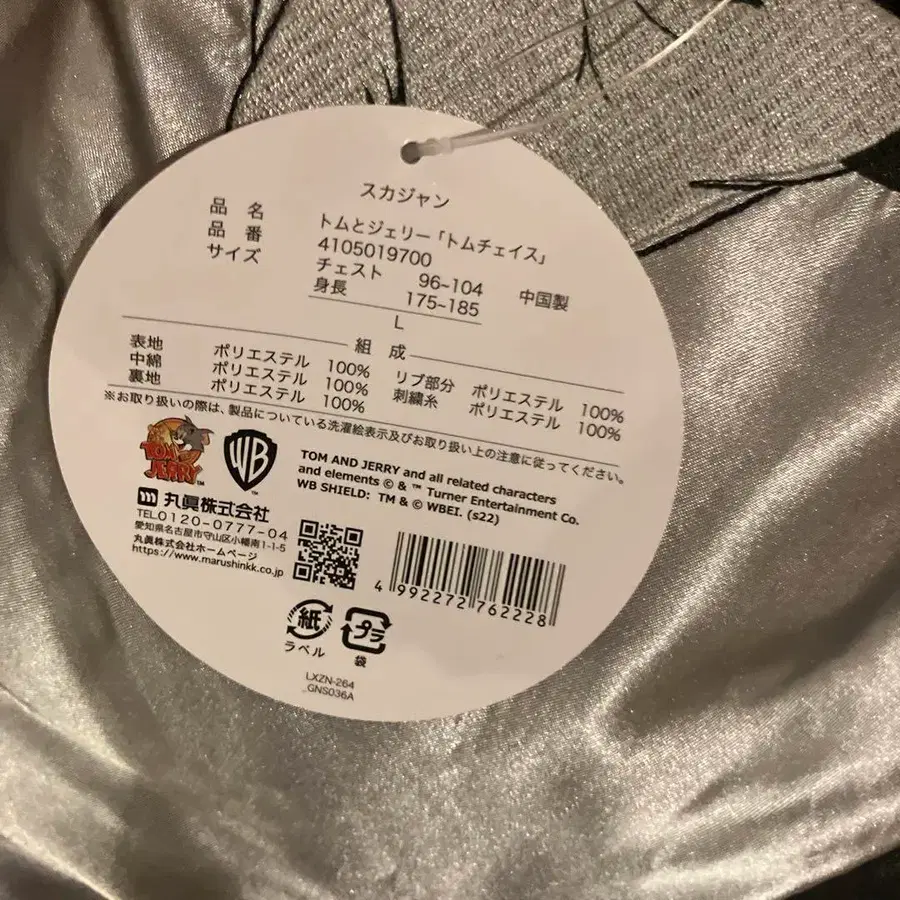 スカジャン
品名 トムとジェリー「トムチェイス」
品番 4105019700
サイズ チェスト 96~104 中国製
身長 175~185
L
組成
表地 ポリエステル 100% リブ部分 ポリエステル 100%
中綿 ポリエステル 100% 刺繍糸 ポリエステル 100%
裏地 ポリエステル 100%
※お取り扱いの際は、製品についている洗濯絵表示及びお取り扱い上の注意に従ってください。
TOM AND JERRY™
WB™
TOM AND JERRY and all related characters
and elements © & ™ Turner Entertainment Co.
WB SHIELD: TM & © WBEI. (s22)
丸眞株式会社
TEL0120-0777-04
愛知県名古屋市守山区小幡南1-1-5
丸眞株式会社ホームページ
https://www.marushinkk.co.jp
4 992272 762228
紙 プラ
ラベル 袋
LXZN-264
GNS036A